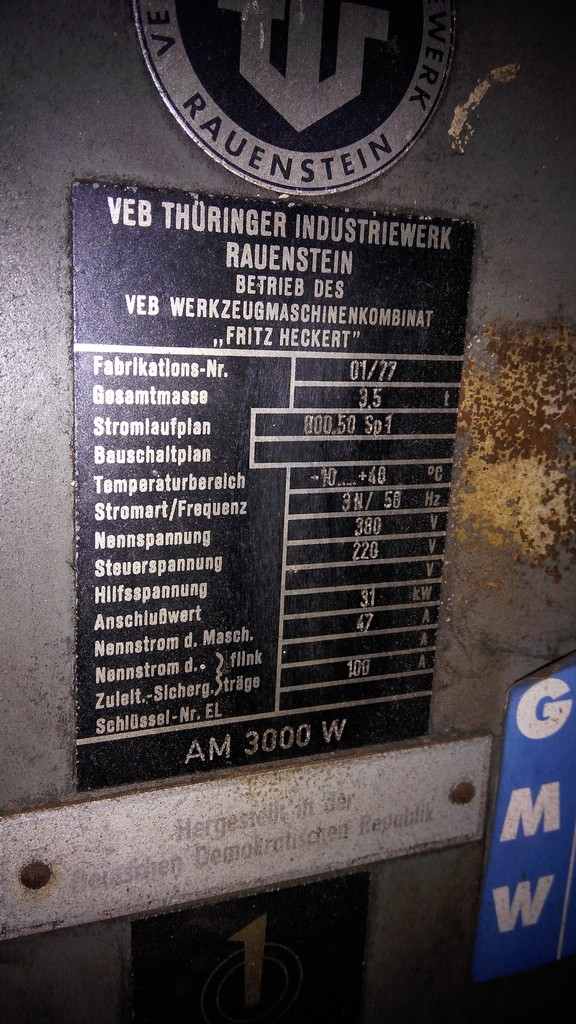 VE
EWERK
RAUENSTEIN
VEB THÜRINGER INDUSTRIEWERK
RAUENSTEIN
BETRIEB DES
VEB WERKZEUGMASCHINENKOMBINAT
„FRITZ HECKERT”
Fabrikations-Nr. 01/77
Gesamtmasse 3,5 t
Stromlaufplan 800.50 Sp1
Bauschaltplan
Temperaturbereich -10.....+40 °C
Stromart/Frequenz 3N/ 50 Hz
Nennspannung 380 V
Steuerspannung 220 V
Hilfsspannung V
Anschlußwert 31 kW
Nennstrom d. Masch. 47 A
Nennstrom d. flink A
Zuleit.-Sicherg. träge 100 A
Schlüssel-Nr. EL
AM 3000 W
Hergestellt in der
Deutschen Demokratischen Republik
1
G
M
W